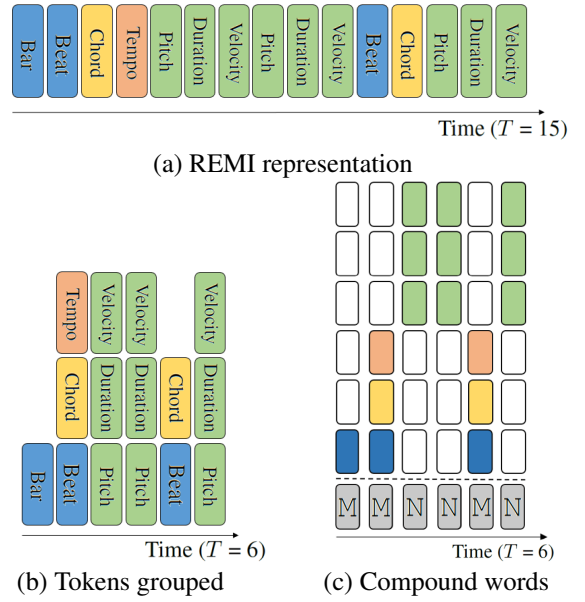 Bar Beat Chord Tempo Pitch Duration Velocity Pitch Duration Velocity Beat Chord Pitch Duration Velocity
Time (T = 15)
(a) REMI representation
Tempo Velocity Velocity Velocity
Chord Duration Duration Chord Duration
Bar Beat Pitch Pitch Beat Pitch
Time (T = 6)
(b) Tokens grouped
M M N N M N
Time (T = 6)
(c) Compound words